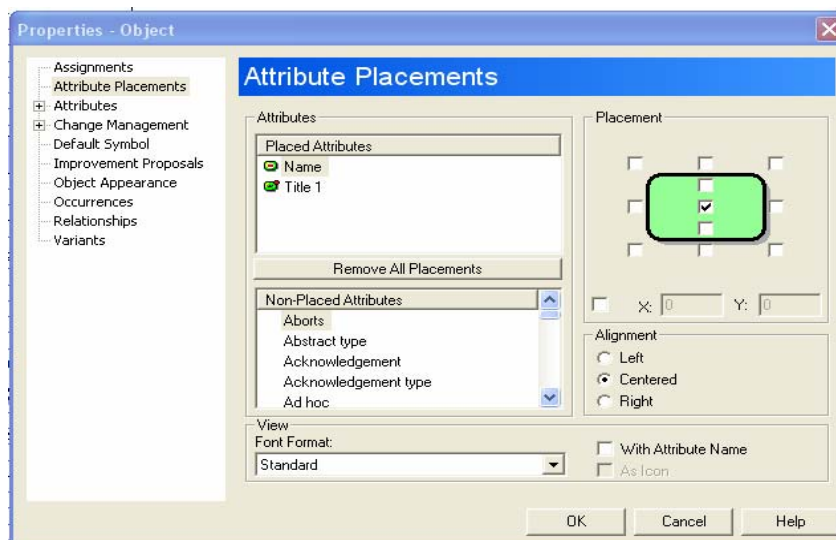 Properties - Object
Assignments
Attribute Placements
Attributes
Change Management
Default Symbol
Improvement Proposals
Object Appearance
Occurrences
Relationships
Variants
Attribute Placements
Attributes
Placed Attributes
Name
Title 1
Remove All Placements
Non-Placed Attributes
Aborts
Abstract type
Acknowledgement
Acknowledgement type
Ad hoc
Placement
X: 0 Y: 0
Alignment
Left
Centered
Right
View
Font Format:
Standard
With Attribute Name
As Icon
OK Cancel Help